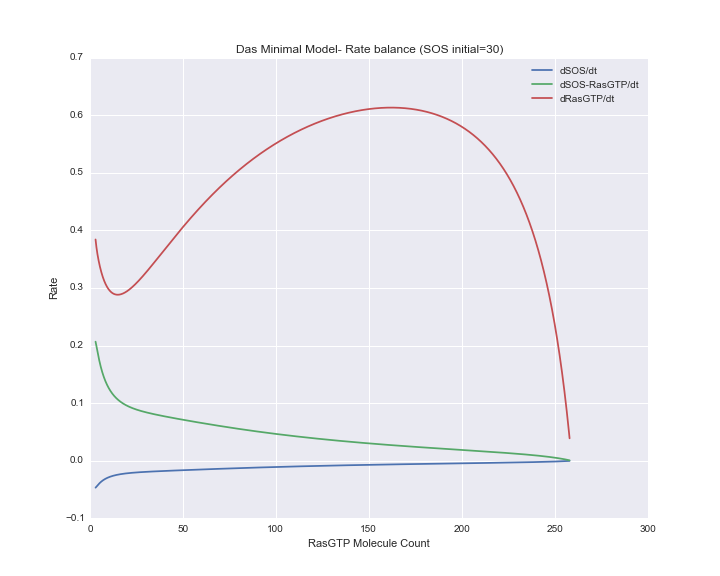 Das Minimal Model- Rate balance (SOS initial=30)
dSOS/dt
dSOS-RasGTP/dt
dRasGTP/dt
Rate
0.7
0.6
0.5
0.4
0.3
0.2
0.1
0.0
−0.1
0 50 100 150 200 250 300
RasGTP Molecule Count